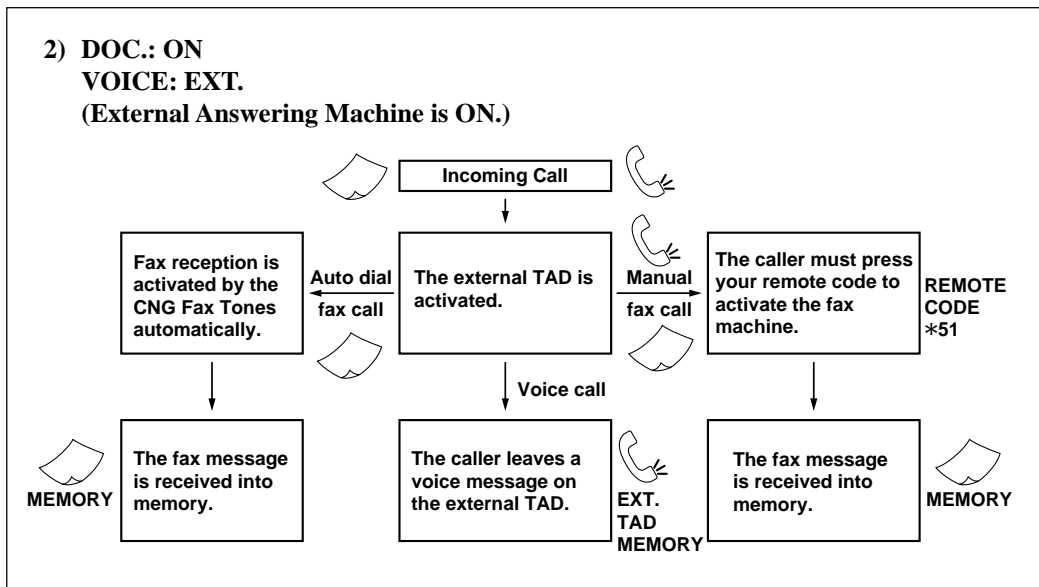 2) DOC.: ON
VOICE: EXT.
(External Answering Machine is ON.)
Incoming Call
Fax reception is
activated by the
CNG Fax Tones
automatically.
Auto dial
fax call
The external TAD is
activated.
Manual
fax call
The caller must press
your remote code to
activate the fax
machine.
REMOTE
CODE
*51
Voice call
MEMORY
The fax message
is received into
memory.
The caller leaves a
voice message on
the external TAD.
EXT.
TAD
MEMORY
The fax message
is received into
memory.
MEMORY